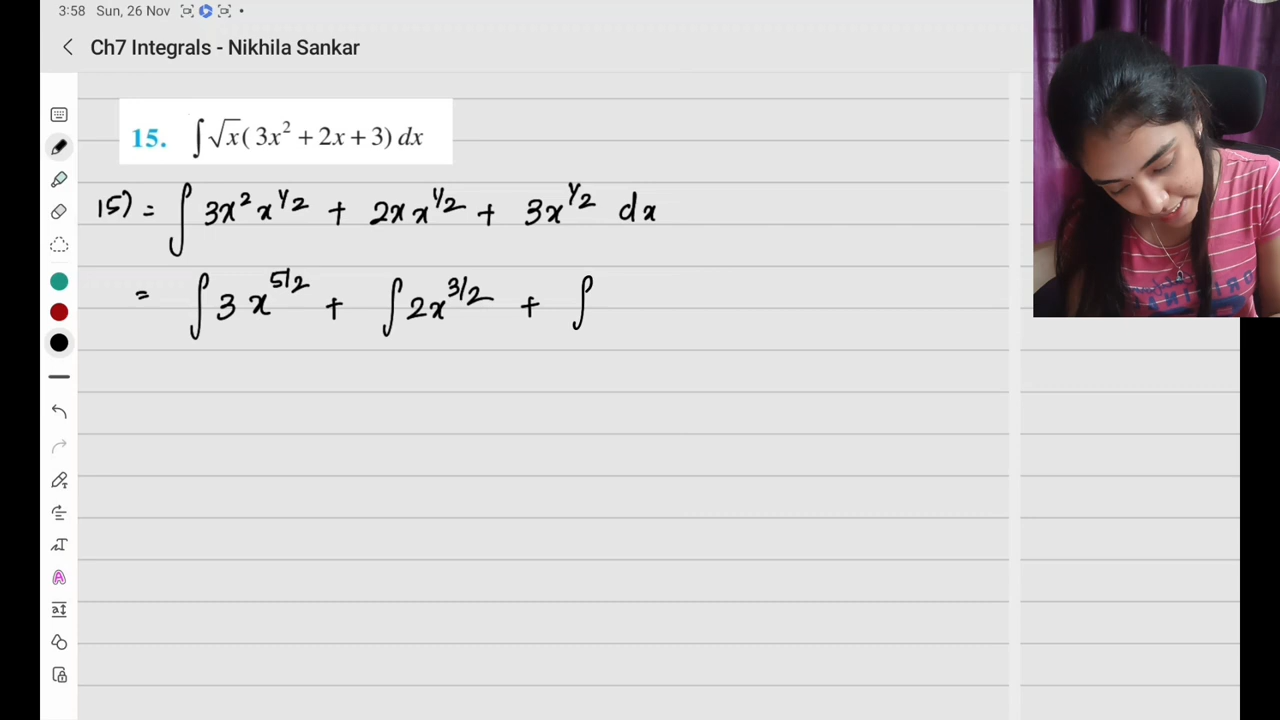 3:58 Sun, 26 Nov
Ch7 Integrals - Nikhila Sankar
15. ∫√x( 3x² + 2x + 3) dx
15) = ∫ 3x² x^1/2 + 2x x^1/2 + 3x^1/2 dx
= ∫ 3 x^5/2 + ∫ 2x^3/2 + ∫